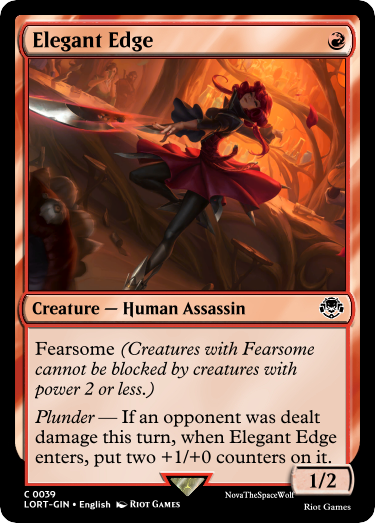 Elegant Edge
Creature — Human Assassin
Fearsome (Creatures with Fearsome
cannot be blocked by creatures with
power 2 or less.)
Plunder — If an opponent was dealt
damage this turn, when Elegant Edge
enters, put two +1/+0 counters on it.
1/2
C 0039
LORT-GIN • English Riot Games
NovaTheSpaceWolf
Riot Games